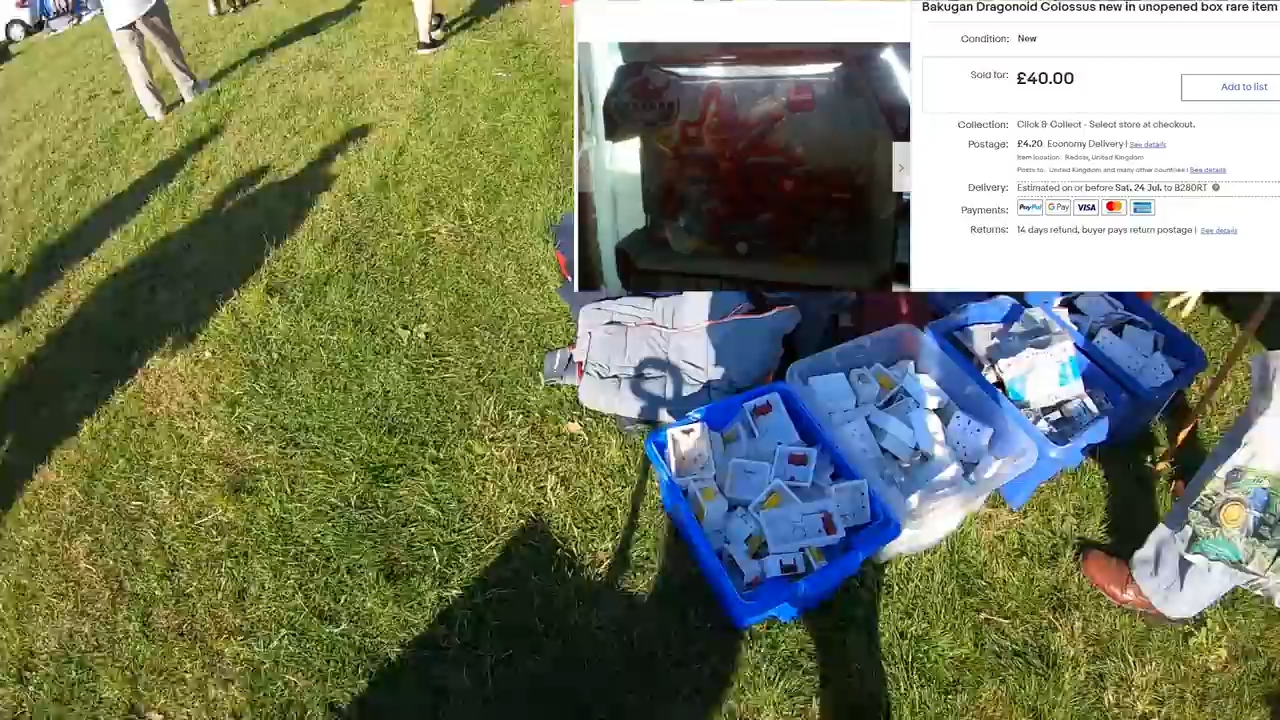 Bakugan Dragonoid Colossus new in unopened box rare item
Condition: New
Sold for: £40.00
Add to list
Collection: Click & Collect - Select store at checkout.
Postage: £4.20 Economy Delivery | See details
Item location: Redcar, United Kingdom
Posts to: United Kingdom and many other countries | See details
Delivery: Estimated on or before Sat, 24 Jul. to B280RT
Payments: PayPal G Pay VISA
Returns: 14 days refund, buyer pays return postage | See details